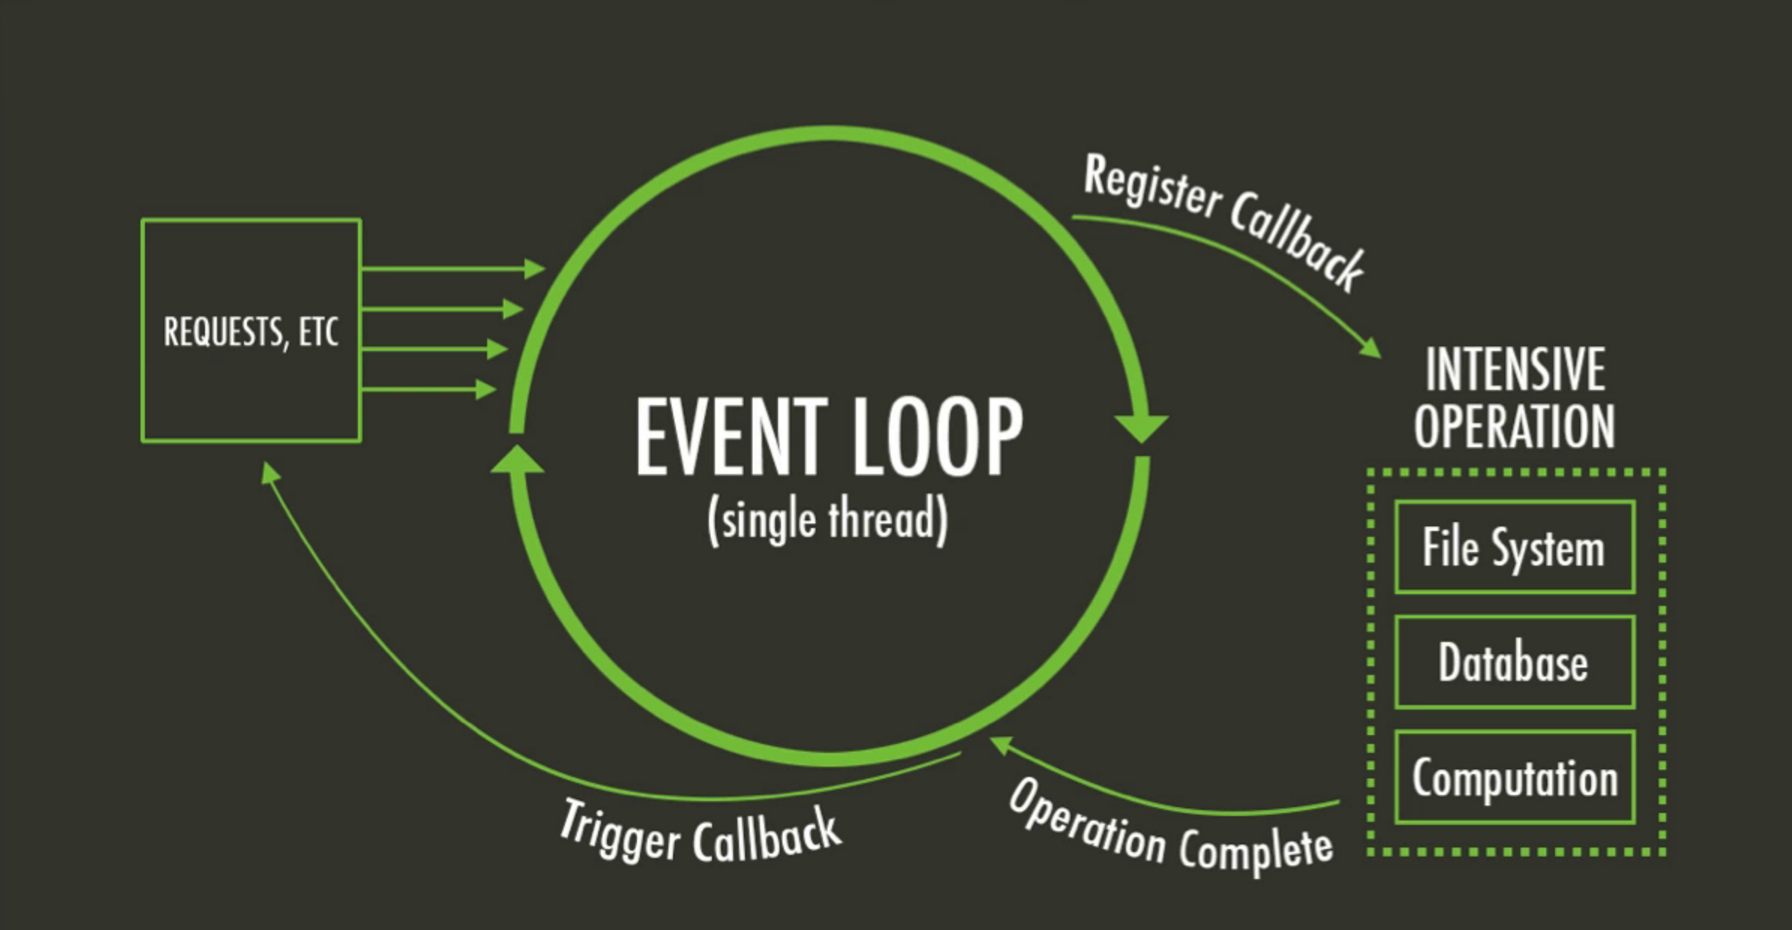 REQUESTS, ETC
EVENT LOOP
(single thread)
Register Callback
INTENSIVE
OPERATION
File System
Database
Computation
Operation Complete
Trigger Callback